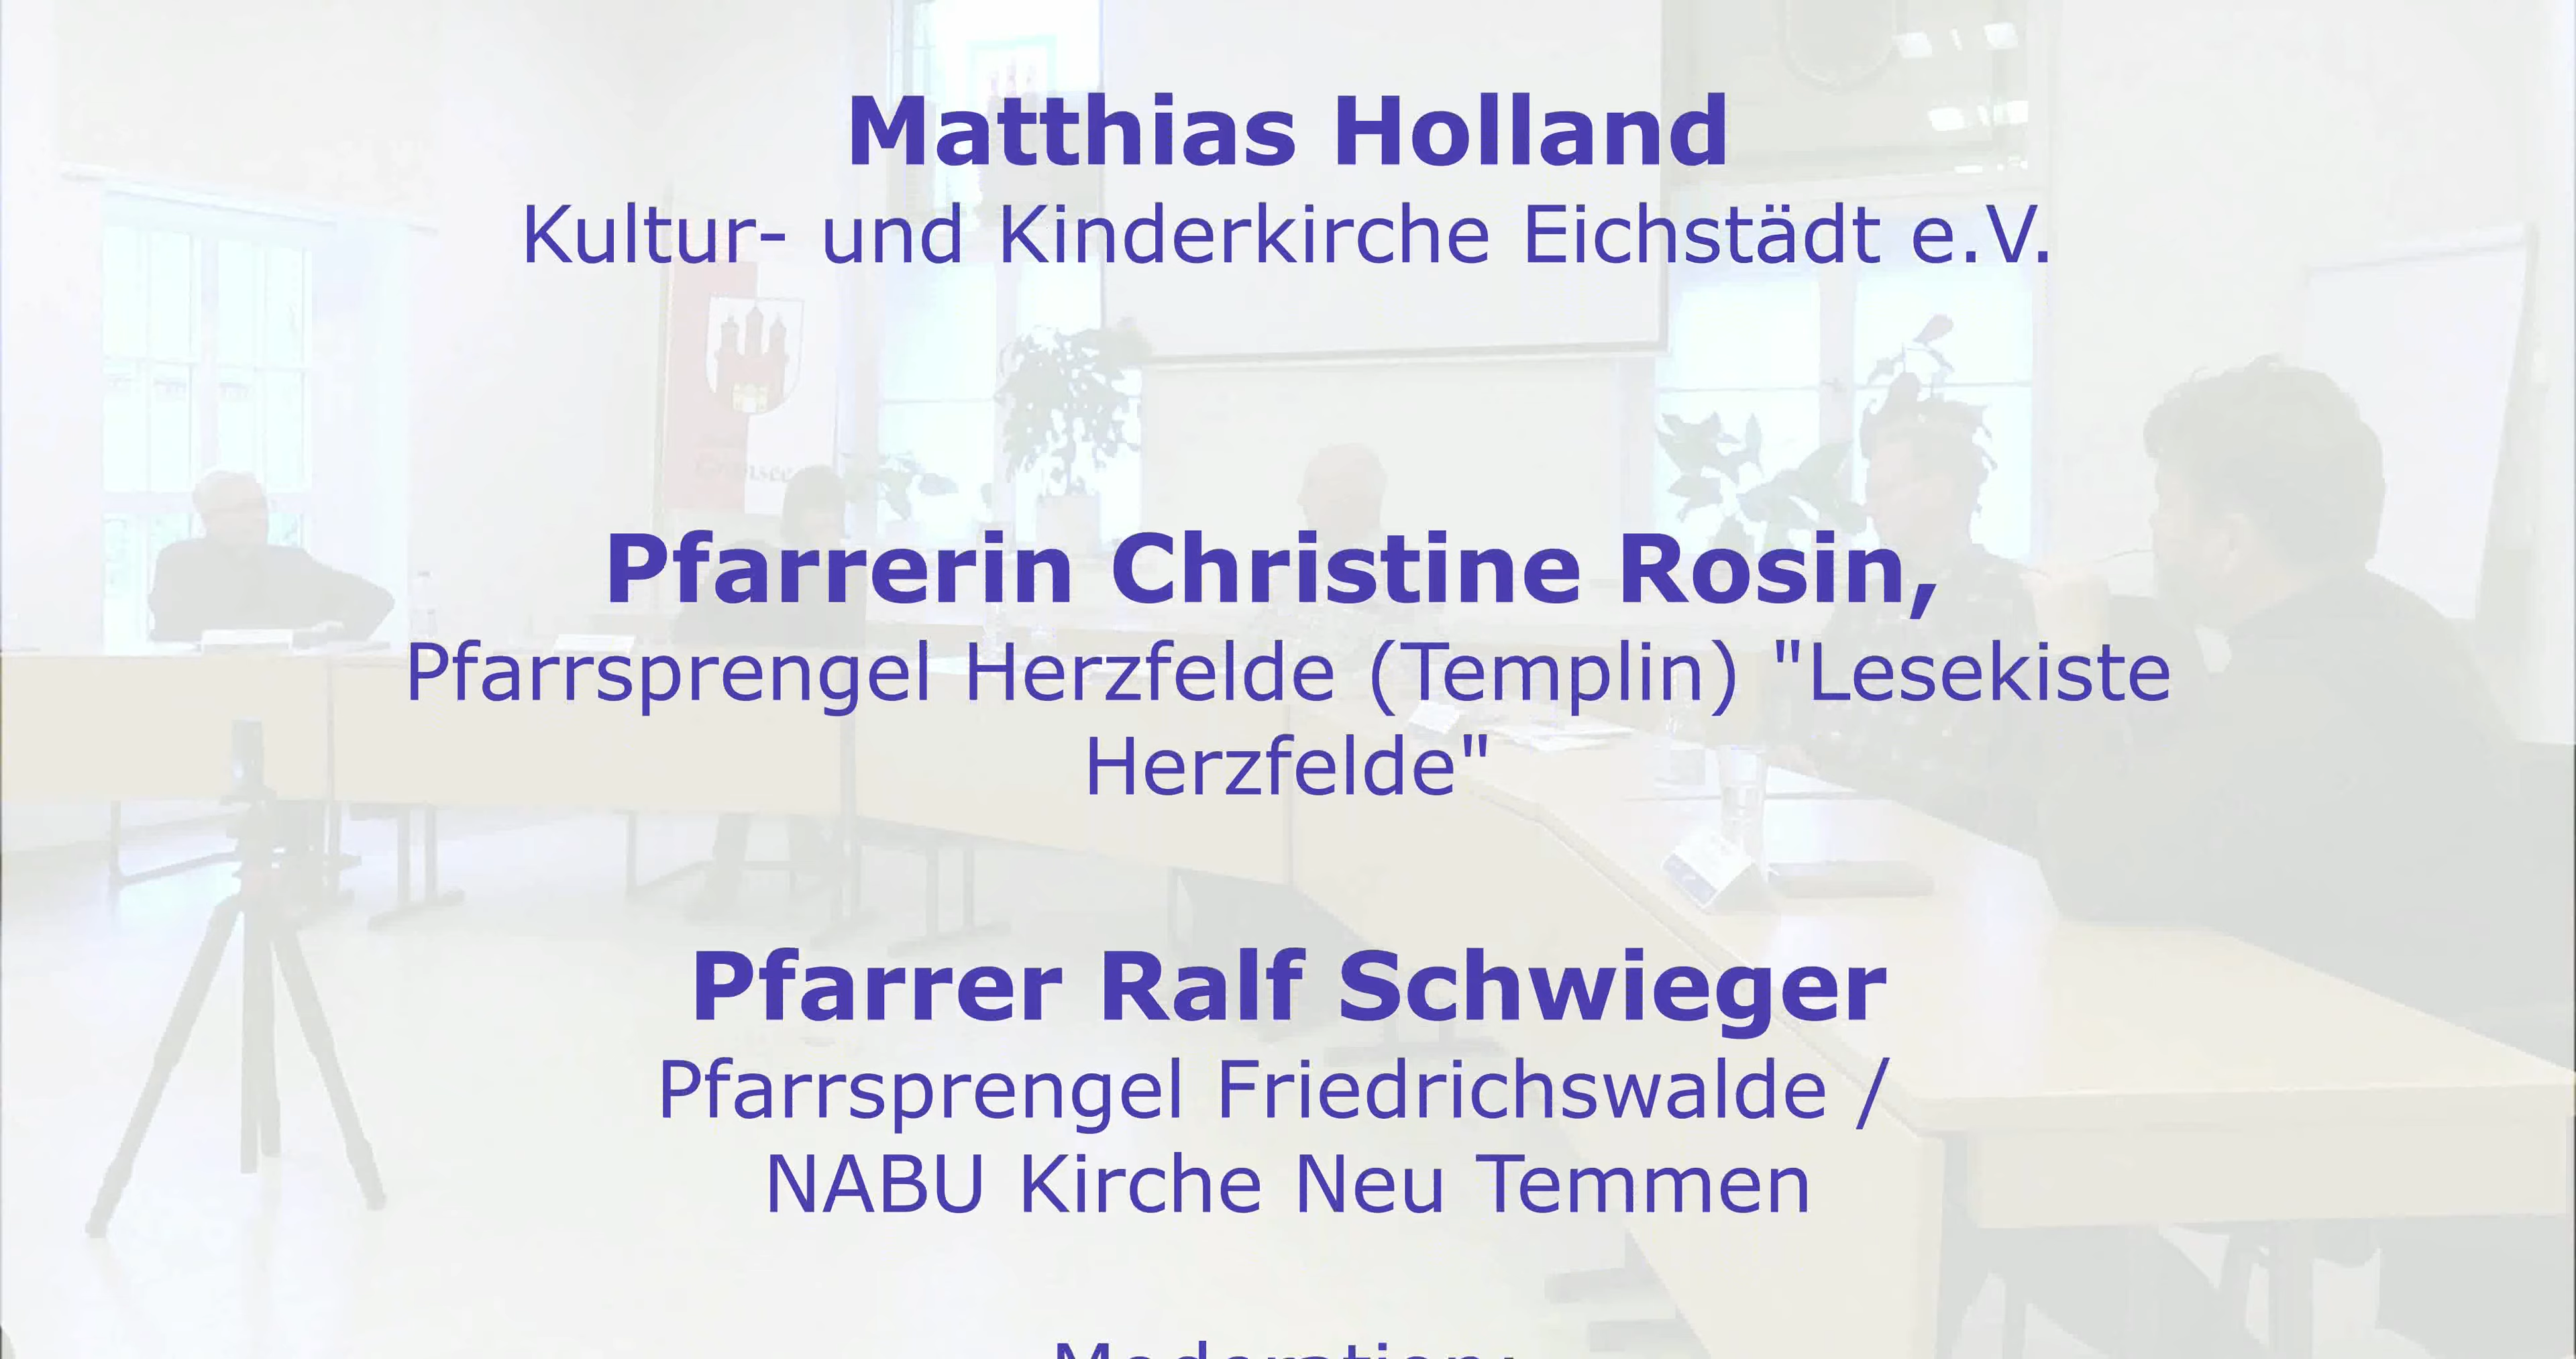 Matthias Holland
Kultur- und Kinderkirche Eichstädt e.V.
Pfarrerin Christine Rosin,
Pfarrsprengel Herzfelde (Templin) "Lesekiste
Herzfelde"
Pfarrer Ralf Schwieger
Pfarrsprengel Friedrichswalde /
NABU Kirche Neu Temmen
Moderation: